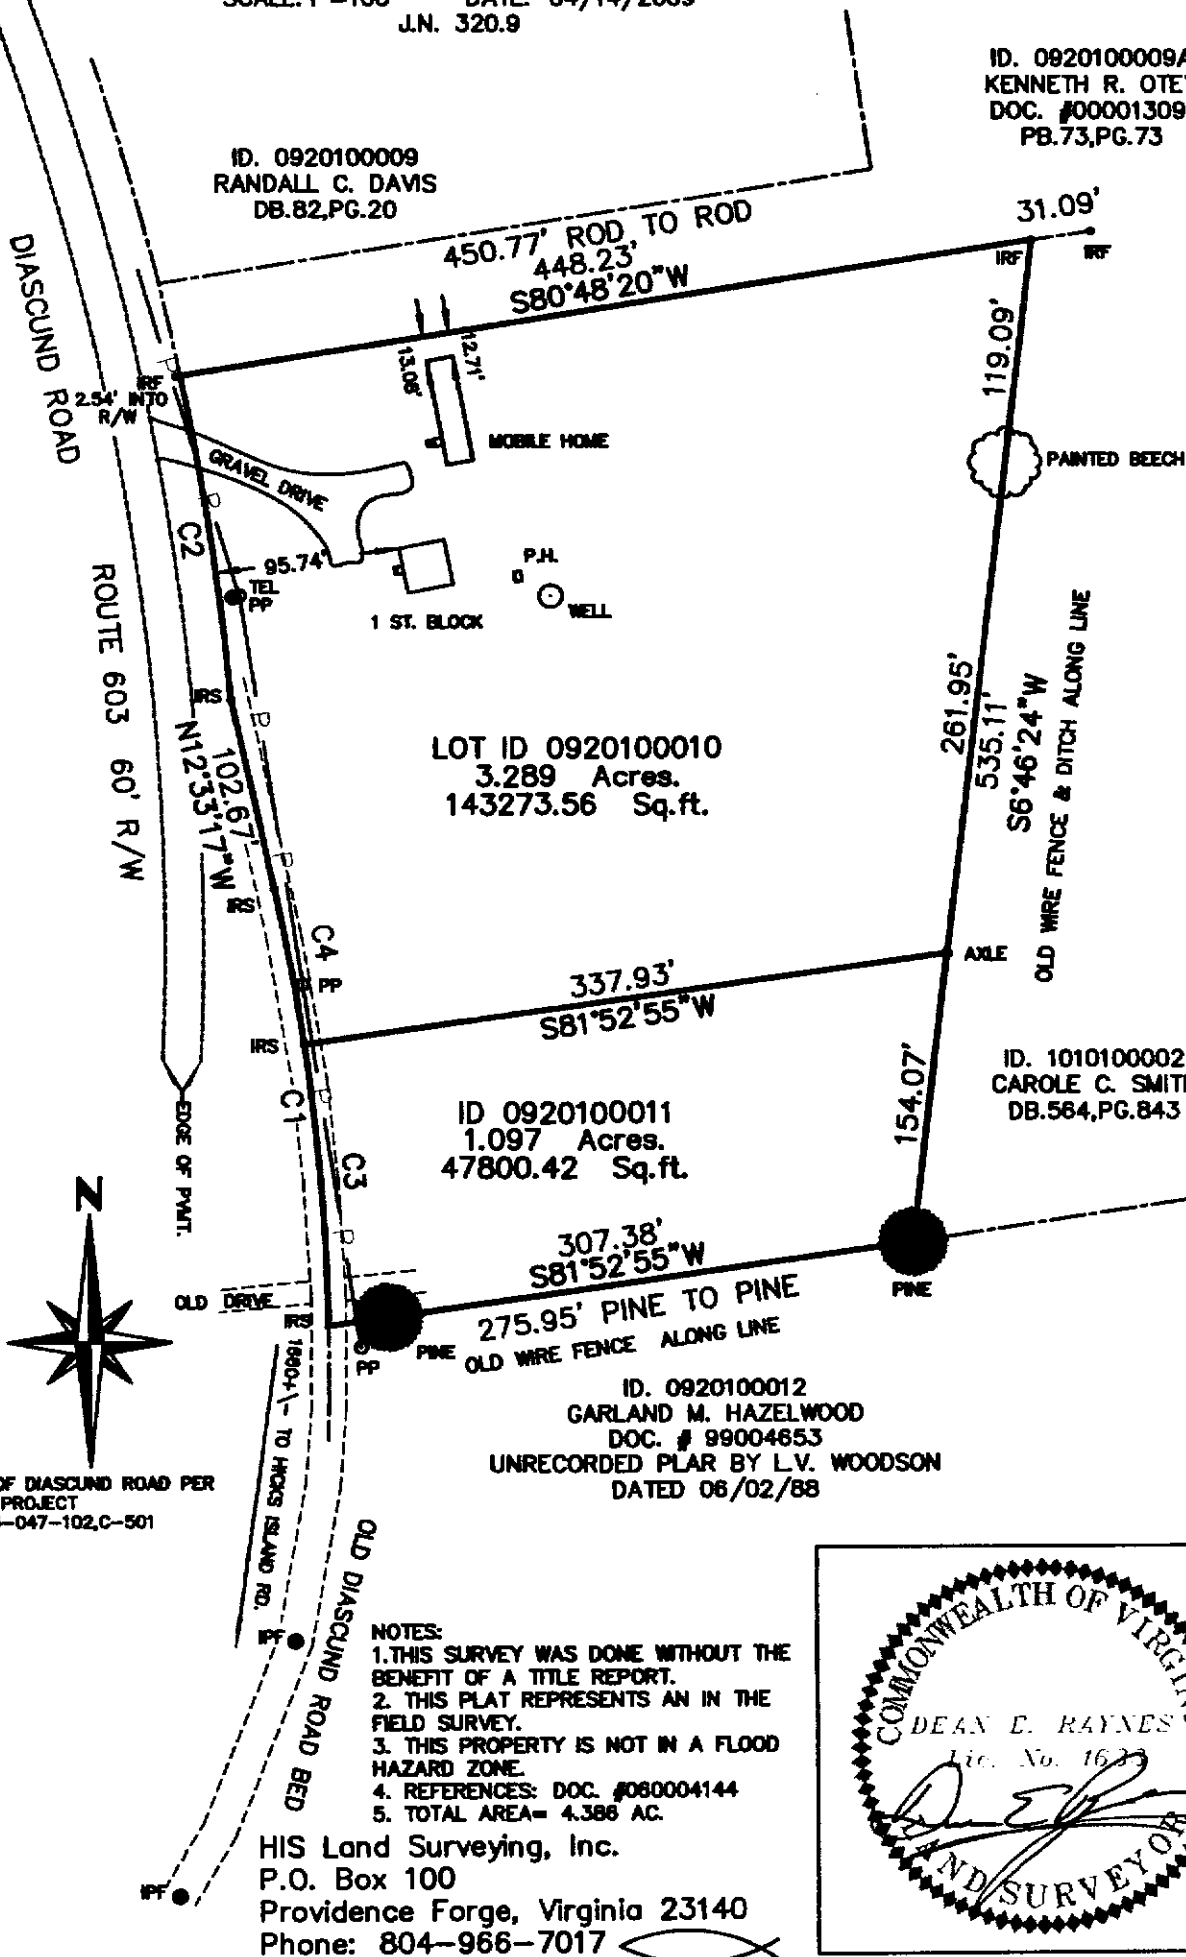 J.N. 320.9
KENNETH R. OTEY
DOC. #00001309
PB.73,PG.73
ID. 0920100009
RANDALL C. DAVIS
DB.82,PG.20
31.09'
450.77' ROD TO ROD
448.23'
S80°48'20"W
IRF
IRF
DIASCUND ROAD
IRF
2.54' INTO
R/W
13.08'
12.71'
119.09'
MOBILE HOME
PAINTED BEECH
GRAVEL DRIVE
C2
95.74'
TEL
PP
P.H.
WELL
1 ST. BLOCK
ROUTE 603 60' R/W
IRS
102.67'
N12°33'17"W
IRS
LOT ID 0920100010
3.289 Acres.
143273.56 Sq.ft.
261.95'
535.11'
S6°46'24"W
OLD WIRE FENCE & DITCH ALONG LINE
C4
PP
AXLE
337.93'
S81°52'55"W
IRS
C1
ID. 1010100002
CAROLE C. SMITH
DB.564,PG.843
154.07'
ID 0920100011
1.097 Acres.
47800.42 Sq.ft.
EDGE OF PVMT.
C3
N
307.38'
S81°52'55"W
PINE
275.95' PINE TO PINE
OLD WIRE FENCE ALONG LINE
OLD DRIVE
IRS
PP
PINE
1660+\- TO HICKS ISLAND RD.
ID. 0920100012
GARLAND M. HAZELWOOD
DOC. # 99004653
UNRECORDED PLAR BY L.V. WOODSON
DATED 06/02/88
OF DIASCUND ROAD PER
PROJECT
-047-102,C-501
OLD DIASCUND ROAD BED
IPF
IPF
NOTES:
1.THIS SURVEY WAS DONE WITHOUT THE
BENEFIT OF A TITLE REPORT.
2. THIS PLAT REPRESENTS AN IN THE
FIELD SURVEY.
3. THIS PROPERTY IS NOT IN A FLOOD
HAZARD ZONE.
4. REFERENCES: DOC. #060004144
5. TOTAL AREA= 4.386 AC.
HIS Land Surveying, Inc.
P.O. Box 100
Providence Forge, Virginia 23140
Phone: 804-966-7017
COMMONWEALTH OF VIRGINIA
DEAN E. RAYNES
Lic. No.
LAND SURVEYOR